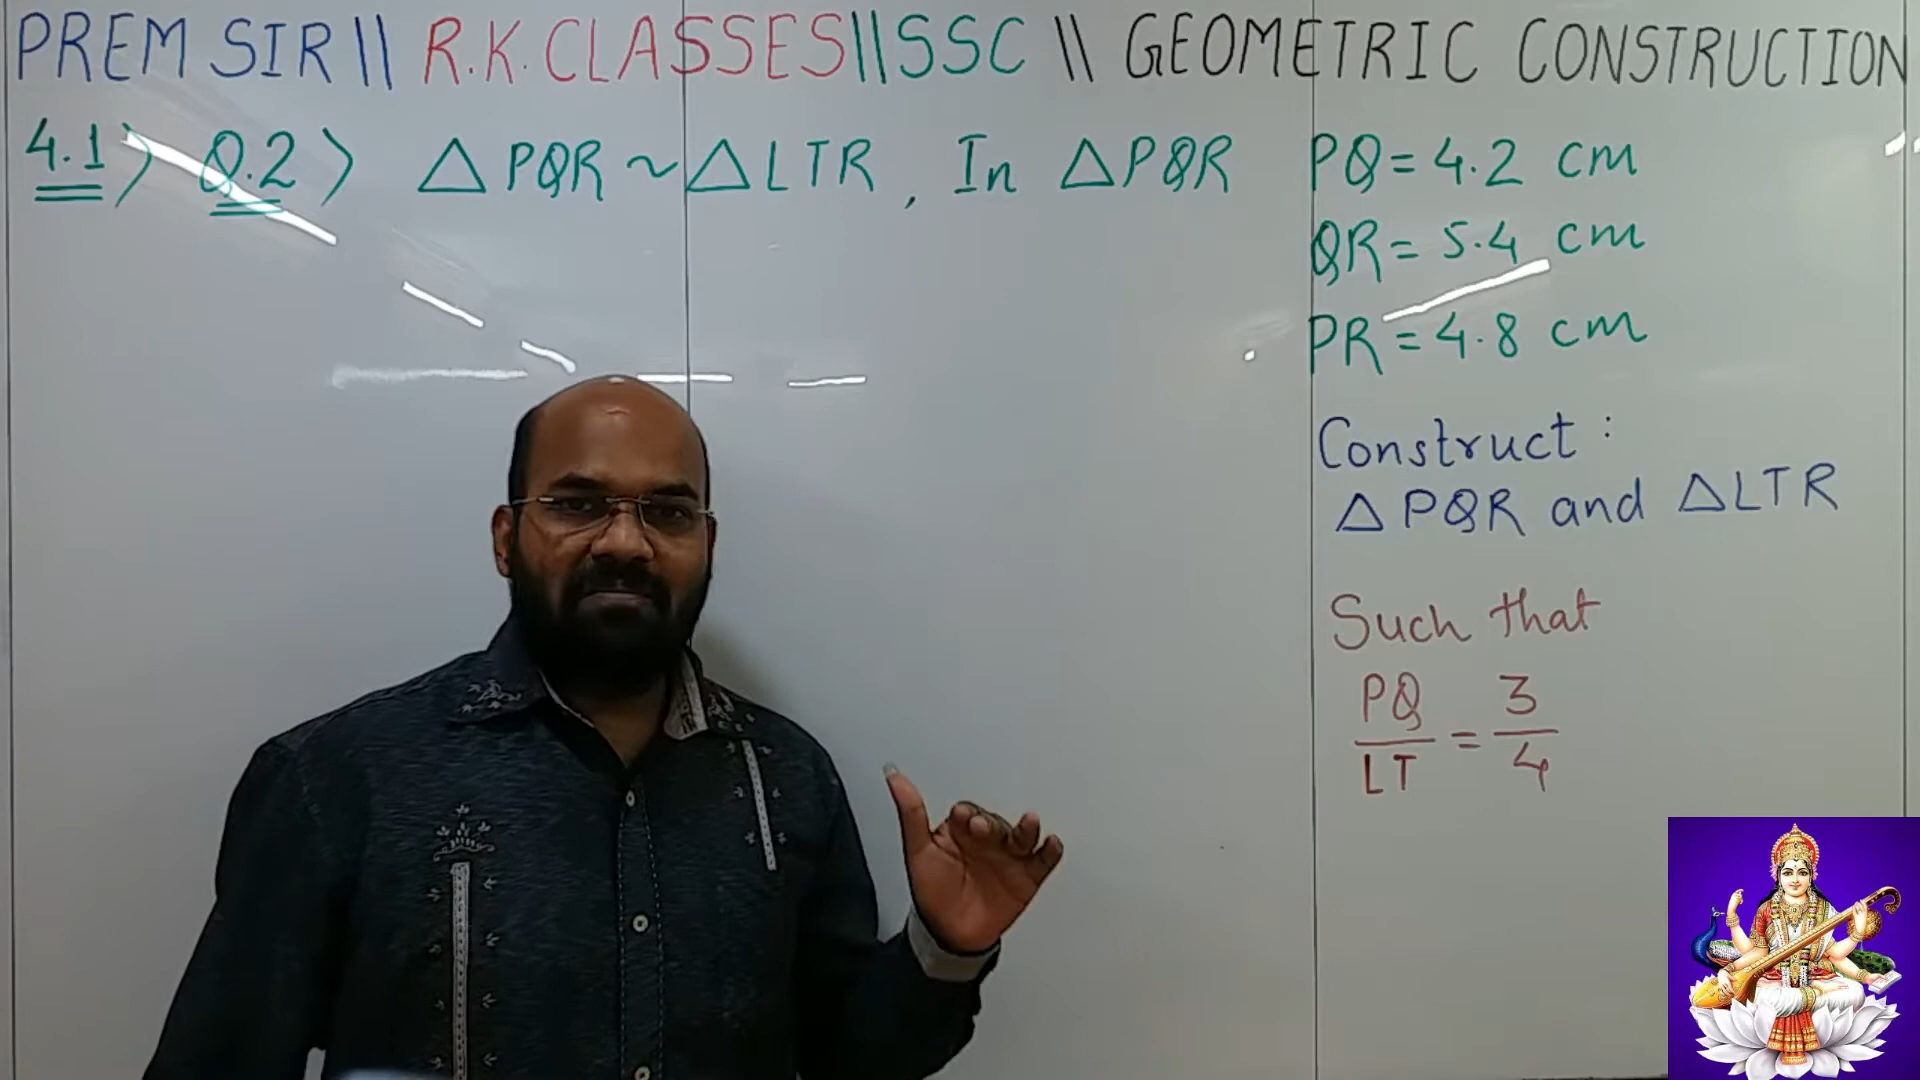 PREM SIR || R.K. CLASSES || SSC \\ GEOMETRIC CONSTRUCTION
4.1> Q.2> △PQR ~ △LTR, In △PQR PQ = 4.2 cm
QR = 5.4 cm
PR = 4.8 cm
Construct:
△PQR and △LTR
Such that
PQ/LT = 3/4